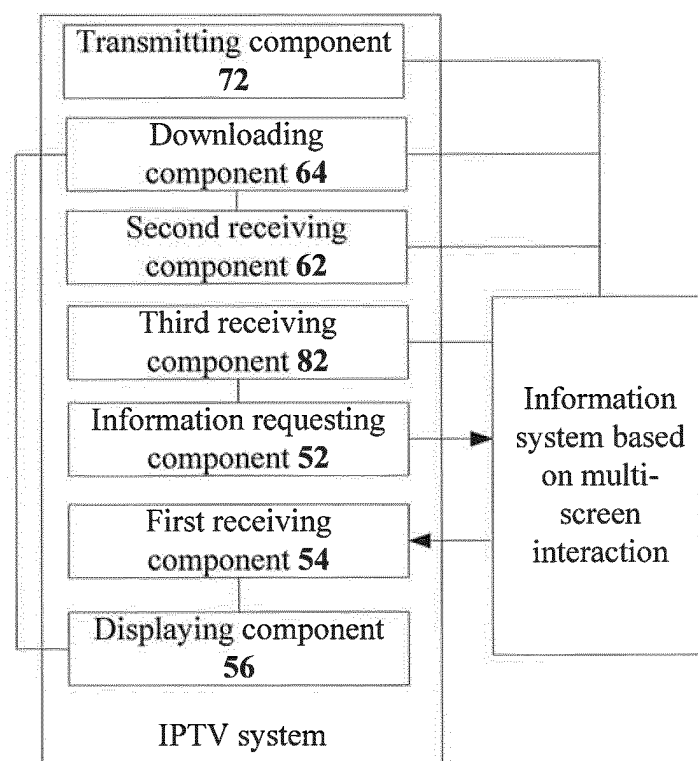 Transmitting component
72
Downloading
component 64
Second receiving
component 62
Third receiving
component 82
Information requesting
component 52
First receiving
component 54
Displaying component
56
IPTV system
Information
system based
on multi-
screen
interaction